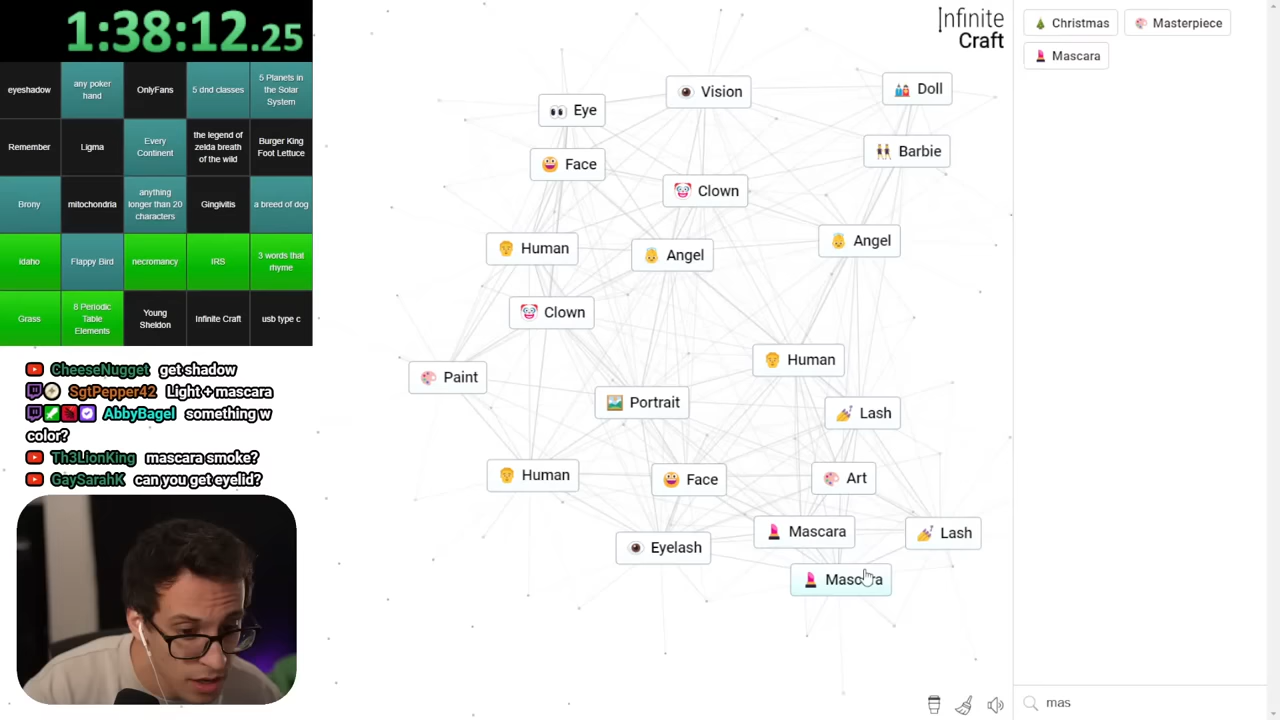 1:38:12.25
eyeshadow
any poker
hand
OnlyFans
5 dnd classes
5 Planets in
the Solar
System
Remember
Ligma
Every
Continent
the legend of
zelda breath
of the wild
Burger King
Foot Lettuce
Brony
mitochondria
anything
longer than 20
characters
Gingivitis
a breed of dog
idaho
Flappy Bird
necromancy
IRS
3 words that
rhyme
Grass
8 Periodic
Table
Elements
Young
Sheldon
Infinite Craft
usb type c
CheeseNugget get shadow
SgtPepper42 Light + mascara
AbbyBagel something w
color?
Th3LionKing mascara smoke?
GaySarahK can you get eyelid?
Infinite
Craft
Eye
Vision
Doll
Face
Barbie
Clown
Human
Angel
Angel
Clown
Human
Paint
Portrait
Lash
Human
Face
Art
Mascara
Lash
Eyelash
Mascara
Christmas
Masterpiece
Mascara
mas